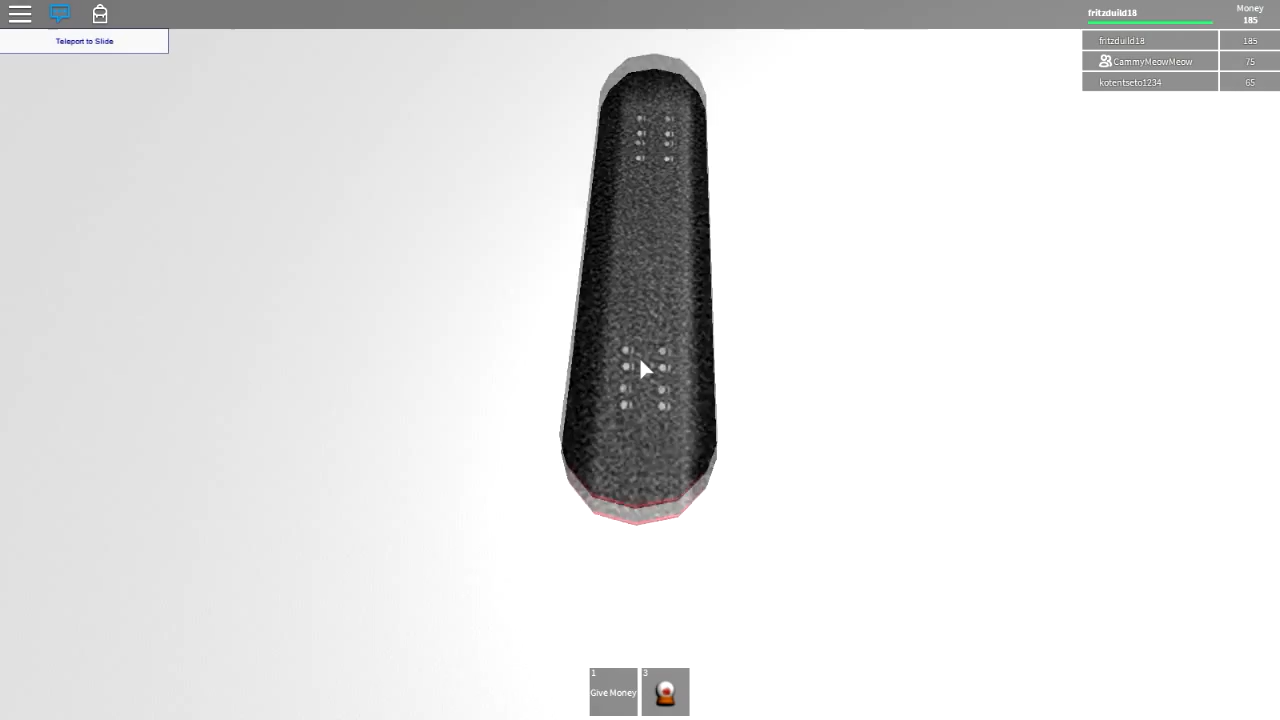 fritzduild18
Money
185
Teleport to Slide
fritzduild18 185
CammyMeowMeow 75
kotentseto1234 65
1
Give Money
3